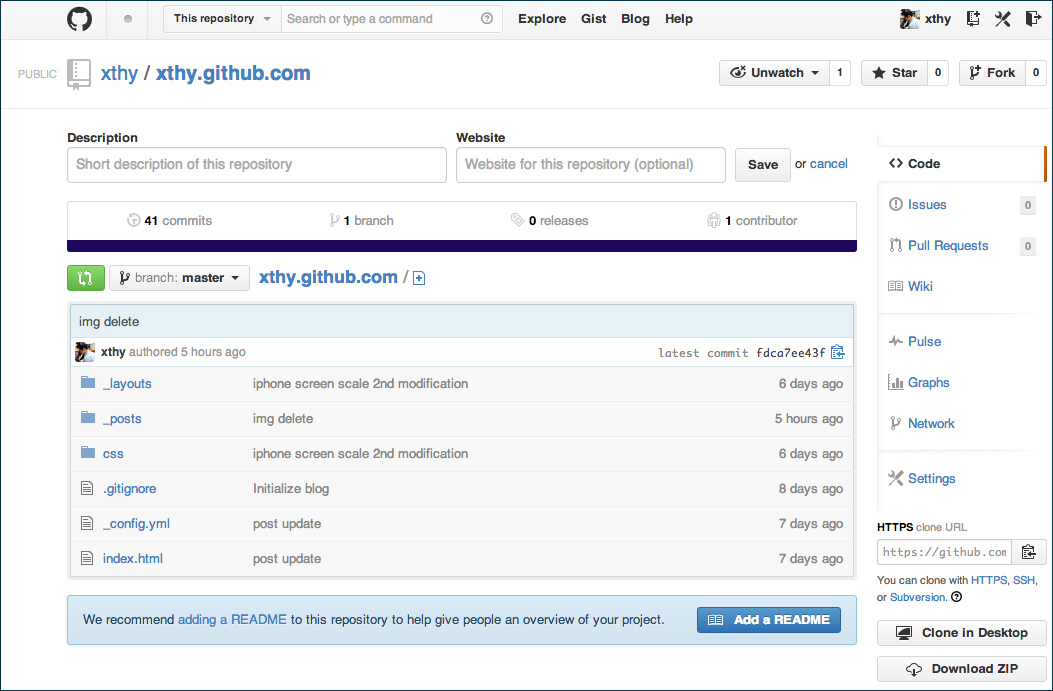 This repository Search or type a command Explore Gist Blog Help xthy
PUBLIC xthy / xthy.github.com Unwatch 1 Star 0 Fork 0
Description Website
Short description of this repository Website for this repository (optional) Save or cancel
41 commits 1 branch 0 releases 1 contributor
branch: master xthy.github.com /
img delete
xthy authored 5 hours ago latest commit fdca7ee43f
_layouts iphone screen scale 2nd modification 6 days ago
_posts img delete 5 hours ago
css iphone screen scale 2nd modification 6 days ago
.gitignore Initialize blog 8 days ago
_config.yml post update 7 days ago
index.html post update 7 days ago
We recommend adding a README to this repository to help give people an overview of your project. Add a README
Code
Issues 0
Pull Requests 0
Wiki
Pulse
Graphs
Network
Settings
HTTPS clone URL
https://github.com
You can clone with HTTPS, SSH,
or Subversion.
Clone in Desktop
Download ZIP